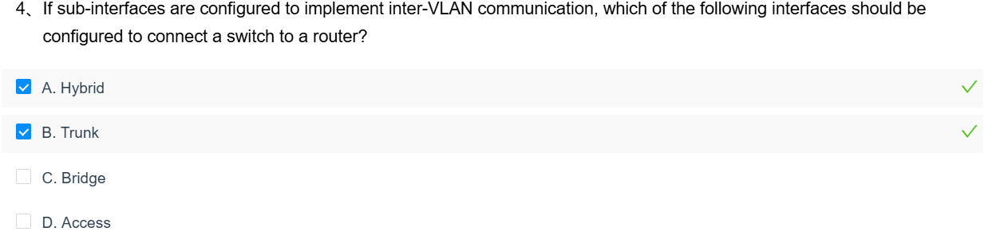 4、If sub-interfaces are configured to implement inter-VLAN communication, which of the following interfaces should be
configured to connect a switch to a router?
A. Hybrid
B. Trunk
C. Bridge
D. Access